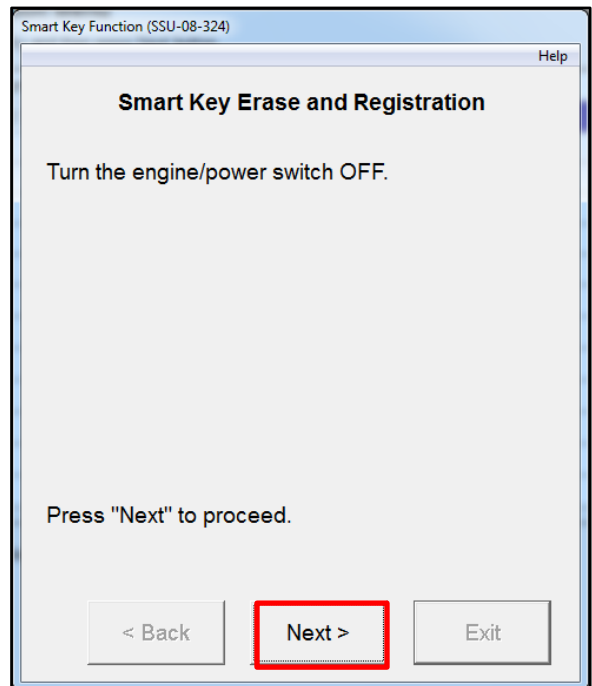 Smart Key Function (SSU-08-324)
Help
Smart Key Erase and Registration
Turn the engine/power switch OFF.
Press "Next" to proceed.
< Back
Next >
Exit